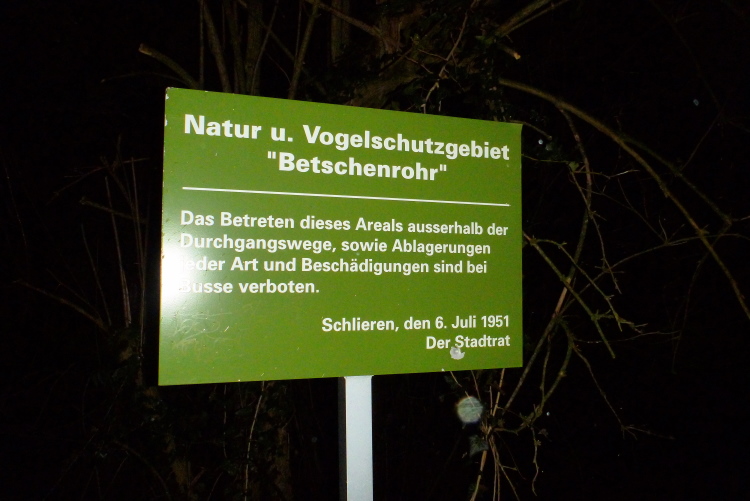 Natur u. Vogelschutzgebiet
"Betschenrohr"
Das Betreten dieses Areals ausserhalb der
Durchgangswege, sowie Ablagerungen
jeder Art und Beschädigungen sind bei
Busse verboten.
Schlieren, den 6. Juli 1951
Der Stadtrat